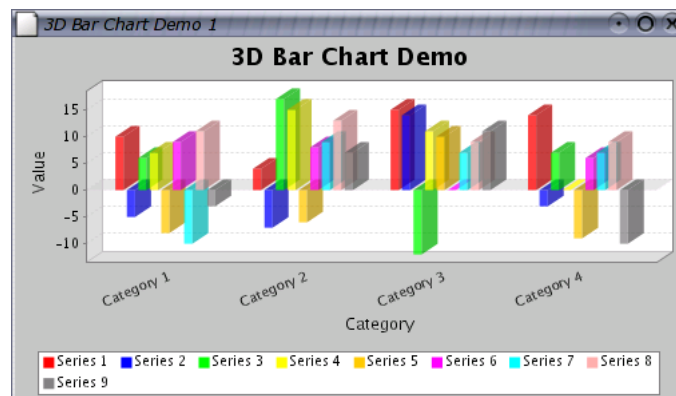 3D Bar Chart Demo 1
3D Bar Chart Demo
15
10
5
0
-5
-10
Value
Category 1
Category 2
Category 3
Category 4
Category
Series 1 Series 2 Series 3 Series 4 Series 5 Series 6 Series 7 Series 8
Series 9